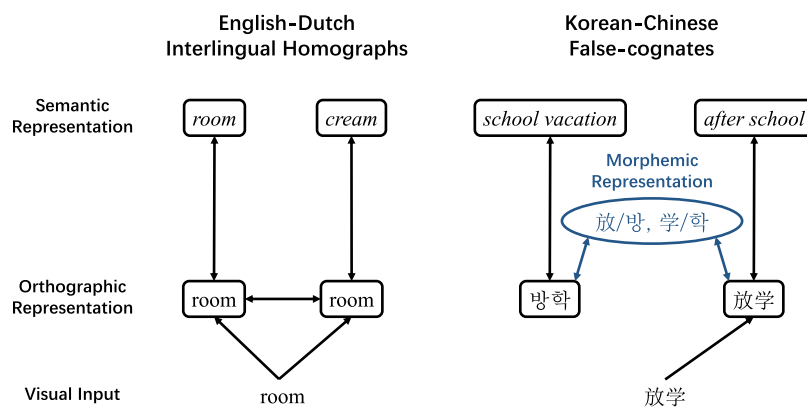 English-Dutch
Interlingual Homographs
Korean-Chinese
False-cognates
Semantic
Representation
room
cream
school vacation
after school
Morphemic
Representation
放/방, 学/학
Orthographic
Representation
room
room
방학
放学
Visual Input
room
放学